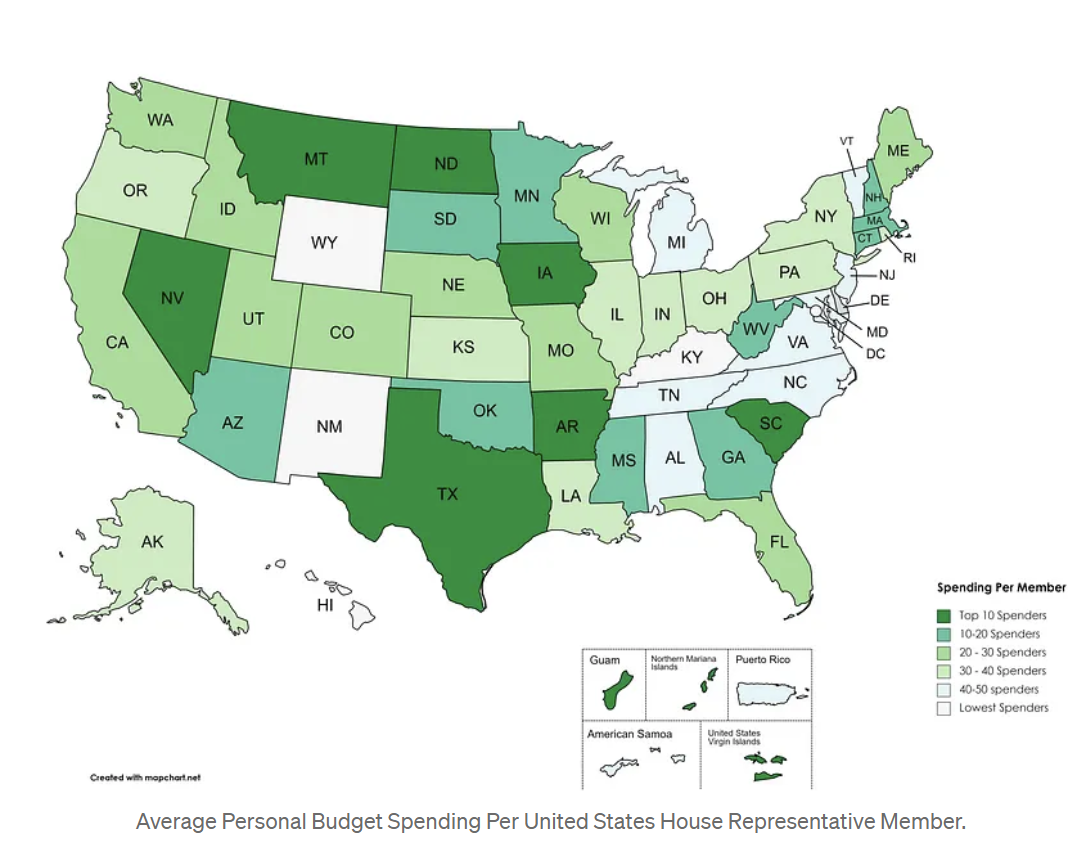 VT
WA
ME
MT
ND
OR
MN
NH
ID
SD
WI
NY
MA
CT
WY
MI
RI
IA
PA
NJ
NE
NV
OH
DE
IL
IN
UT
WV
MD
CO
CA
VA
MO
KS
DC
KY
NC
TN
OK
AZ
NM
AR
SC
MS
AL
GA
TX
LA
AK
FL
HI
Spending Per Member
Top 10 Spenders
10-20 Spenders
20 - 30 Spenders
30 - 40 Spenders
40-50 spenders
Lowest Spenders
Guam
Northern Mariana
Islands
Puerto Rico
American Samoa
United States
Virgin Islands
Created with mapchart.net
Average Personal Budget Spending Per United States House Representative Member.